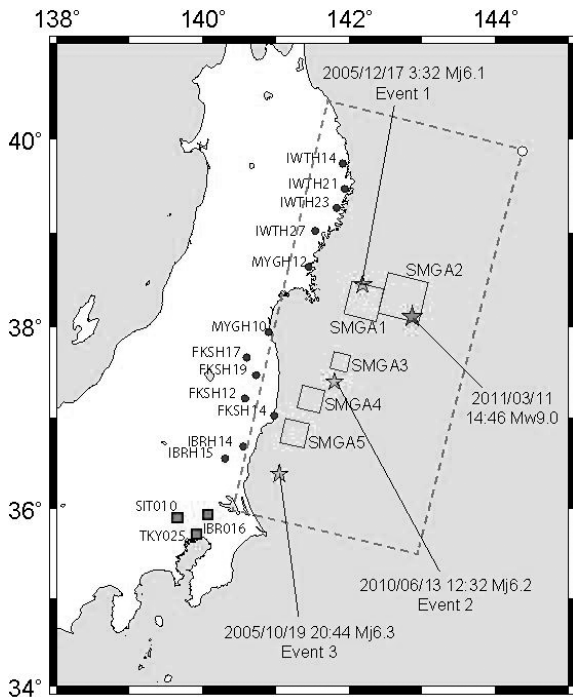 138° 140° 142° 144°
2005/12/17 3:32 Mj6.1
Event 1
40°
IWTH14
IWTH21
IWTH23
IWTH27
MYGH12
SMGA2
SMGA1
38°
MYGH10
FKSH17
SMGA3
FKSH19
FKSH12
SMGA4
FKSH14
2011/03/11
14:46 Mw9.0
SMGA5
IBRH14
IBRH15
36°
SIT010
IBR016
TKY025
2010/06/13 12:32 Mj6.2
Event 2
2005/10/19 20:44 Mj6.3
Event 3
34°